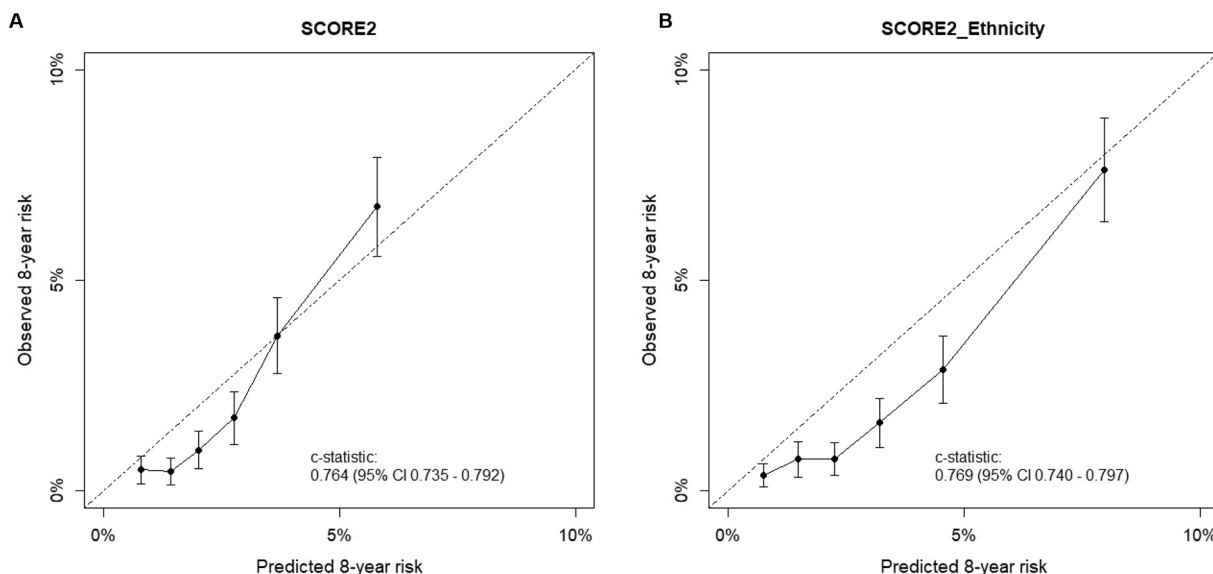 A
SCORE2
10%
5%
0%
Observed 8-year risk
c-statistic:
0.764 (95% CI 0.735 - 0.792)
0%
5%
10%
Predicted 8-year risk
B
SCORE2_Ethnicity
10%
5%
0%
Observed 8-year risk
c-statistic:
0.769 (95% CI 0.740 - 0.797)
0%
5%
10%
Predicted 8-year risk